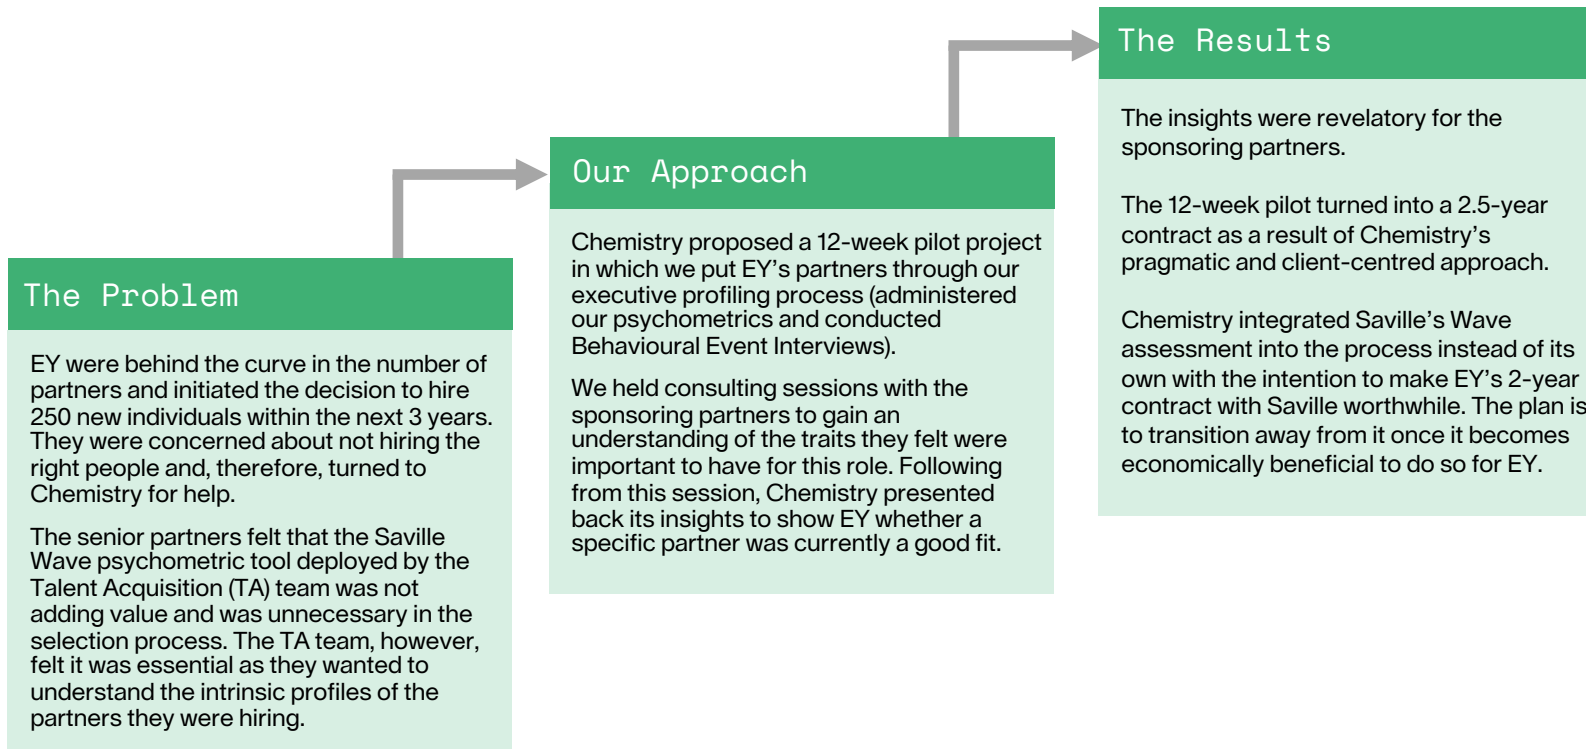 The Problem
EY were behind the curve in the number of
partners and initiated the decision to hire
250 new individuals within the next 3 years.
They were concerned about not hiring the
right people and, therefore, turned to
Chemistry for help.
The senior partners felt that the Saville
Wave psychometric tool deployed by the
Talent Acquisition (TA) team was not
adding value and was unnecessary in the
selection process. The TA team, however,
felt it was essential as they wanted to
understand the intrinsic profiles of the
partners they were hiring.
Our Approach
Chemistry proposed a 12-week pilot project
in which we put EY’s partners through our
executive profiling process (administered
our psychometrics and conducted
Behavioural Event Interviews).
We held consulting sessions with the
sponsoring partners to gain an
understanding of the traits they felt were
important to have for this role. Following
from this session, Chemistry presented
back its insights to show EY whether a
specific partner was currently a good fit.
The Results
The insights were revelatory for the
sponsoring partners.
The 12-week pilot turned into a 2.5-year
contract as a result of Chemistry’s
pragmatic and client-centred approach.
Chemistry integrated Saville’s Wave
assessment into the process instead of its
own with the intention to make EY’s 2-year
contract with Saville worthwhile. The plan is
to transition away from it once it becomes
economically beneficial to do so for EY.